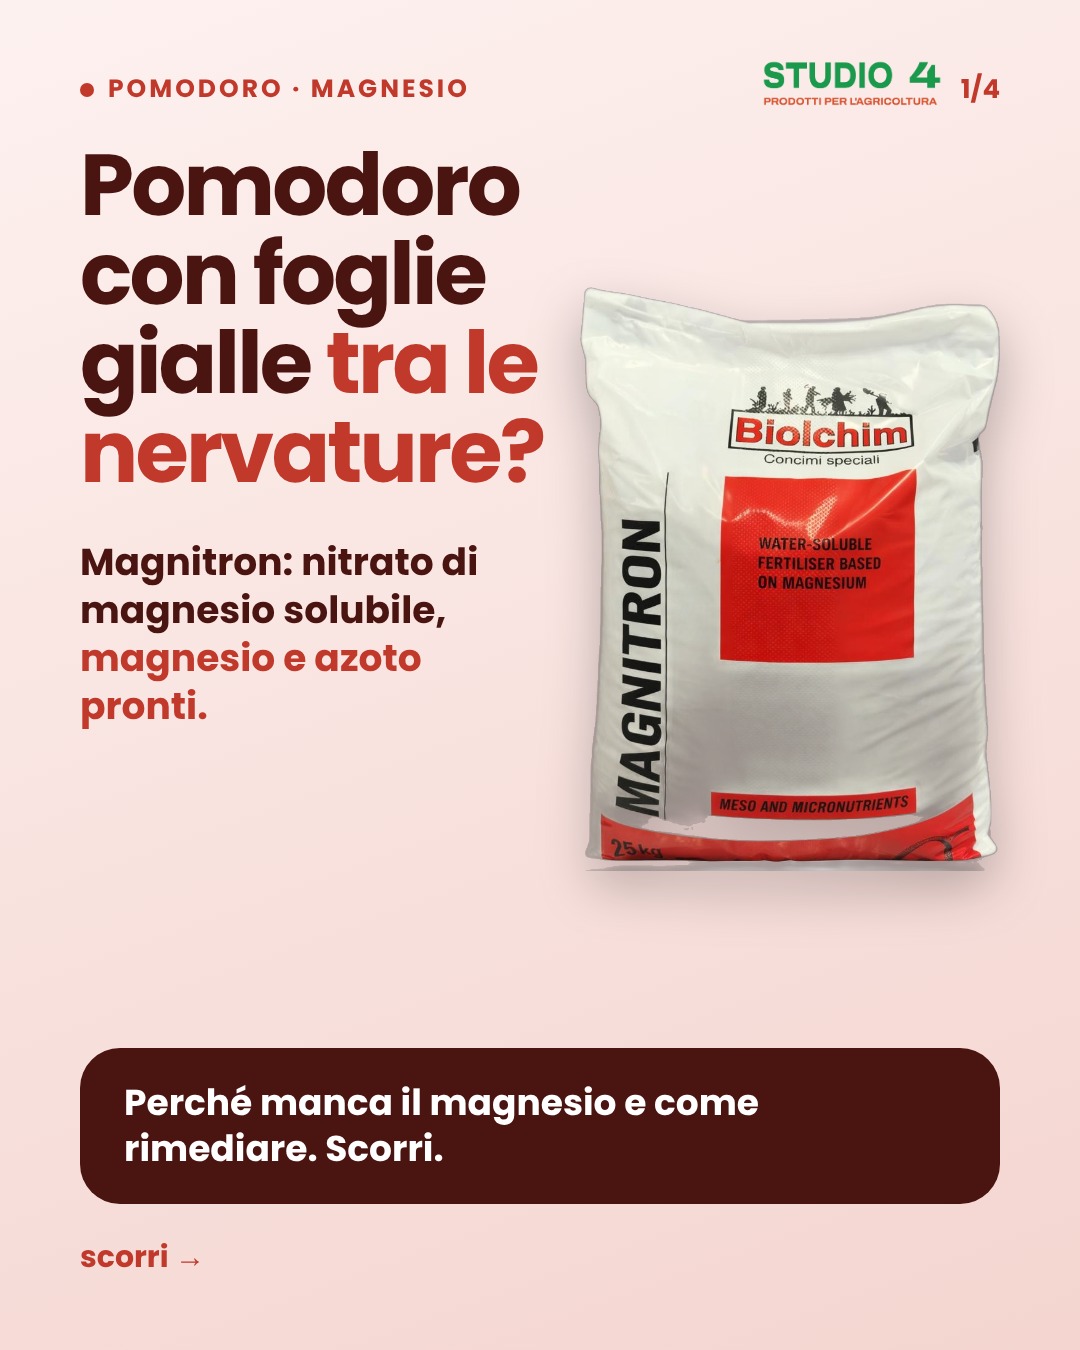 POMODORO · MAGNESIO
STUDIO 4
PRODOTTI PER L'AGRICOLTURA
1/4
Pomodoro
con foglie
gialle tra le
nervature?
Magnitron: nitrato di
magnesio solubile,
magnesio e azoto
pronti.
Biolchim
Concimi speciali
WATER-SOLUBLE
FERTILISER BASED
ON MAGNESIUM
MAGNITRON
MESO AND MICRONUTRIENTS
25kg
Perché manca il magnesio e come
rimediare. Scorri.
scorri →